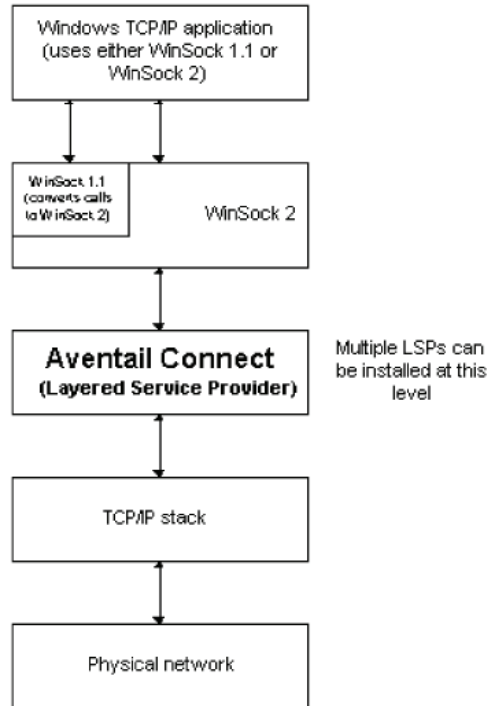 Windows TCP/IP application
(uses either WinSock 1.1 or
WinSock 2)
WinSock 1.1
(converts calls
to WinSock 2)
WinSock 2
Aventail Connect
(Layered Service Provider)
Multiple LSPs can
be installed at this
level
TCP/IP stack
Physical network